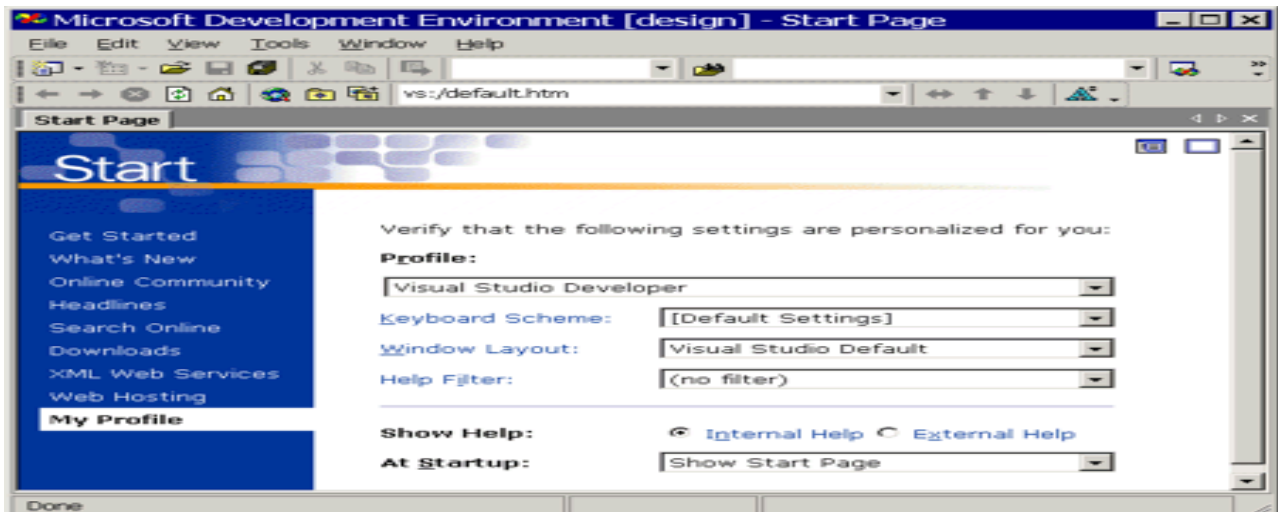 Microsoft Development Environment [design] - Start Page
File Edit View Tools Window Help
vs:/default.htm
Start Page
Start
Get Started
What's New
Online Community
Headlines
Search Online
Downloads
XML Web Services
Web Hosting
My Profile
Verify that the following settings are personalized for you:
Profile:
Visual Studio Developer
Keyboard Scheme: [Default Settings]
Window Layout: Visual Studio Default
Help Filter: (no filter)
Show Help: Internal Help External Help
At Startup: Show Start Page
Done